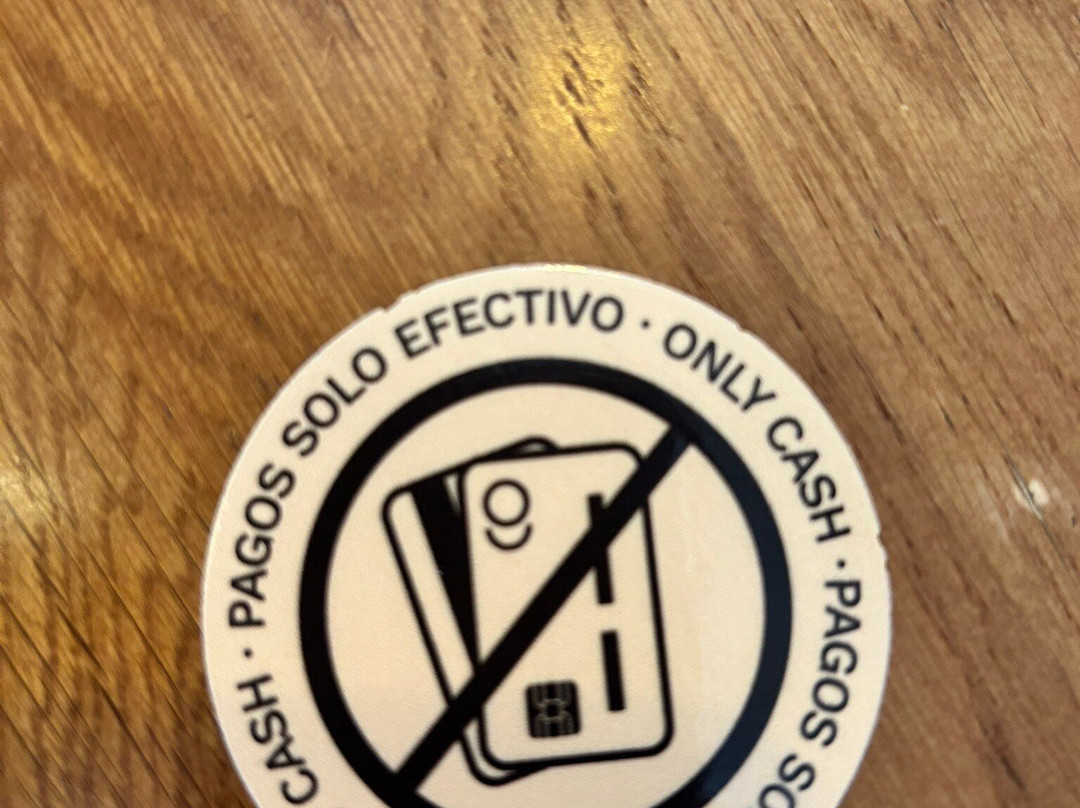 PAGOS SOLO EFECTIVO · ONLY CASH ·
PAGOS
CASH ·